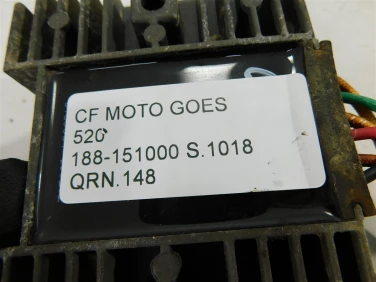 CF MOTO GOES
520
188-151000 S.1018
QRN.148